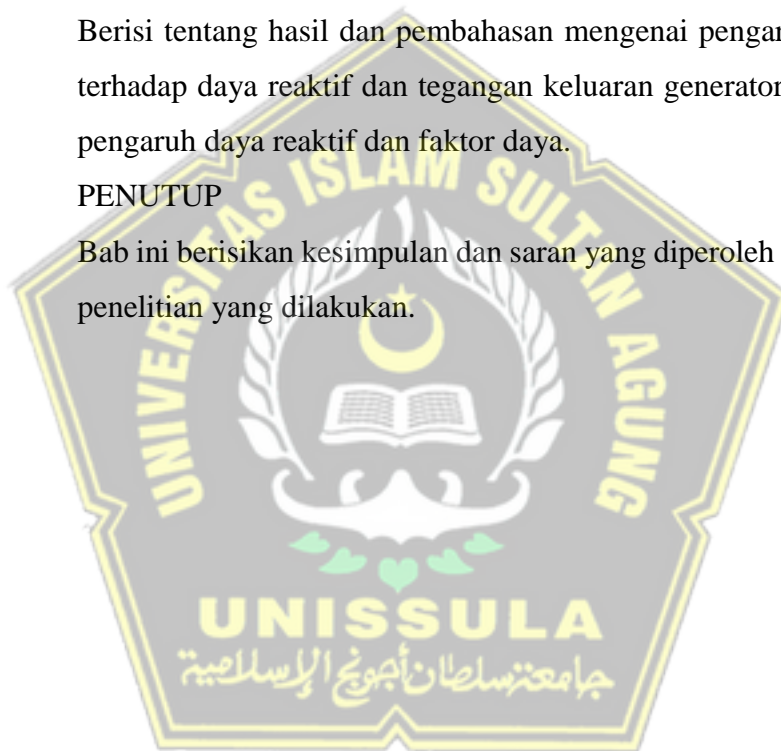 Berisi tentang hasil dan pembahasan mengenai pengar
terhadap daya reaktif dan tegangan keluaran generator
pengaruh daya reaktif dan faktor daya.
PENUTUP
Bab ini berisikan kesimpulan dan saran yang diperoleh
penelitian yang dilakukan.
UNIVERSITAS ISLAM SULTAN AGUNG
UNISSULA
جامعة سلطان أجونج الإسلامية